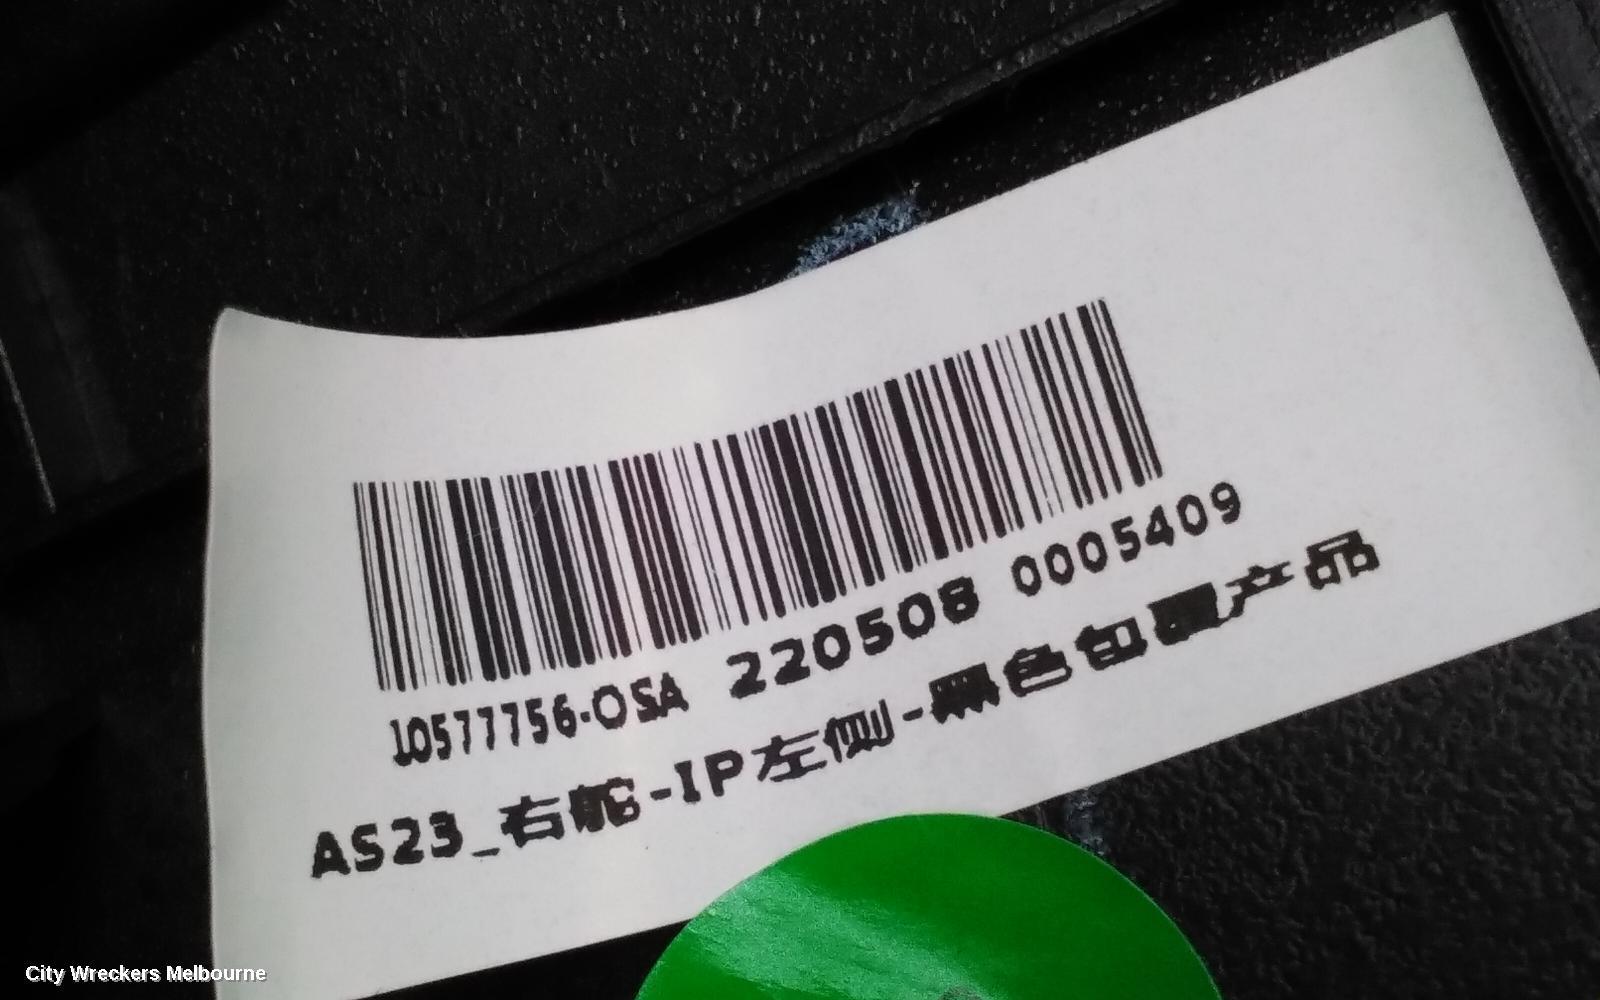 10577756-OSA 220508 0005409
AS23_右舵-IP左侧-黑色包覆产品
City Wreckers Melbourne